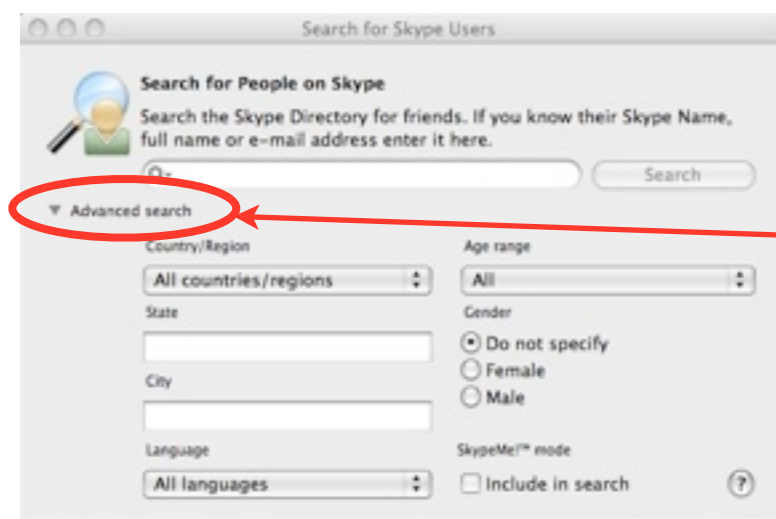 Search for Skype Users
Search for People on Skype
Search the Skype Directory for friends. If you know their Skype Name,
full name or e-mail address enter it here.
Search
Advanced search
Country/Region
Age range
All countries/regions
All
State
Gender
Do not specify
Female
City
Male
Language
SkypeMe!™ mode
All languages
Include in search
?